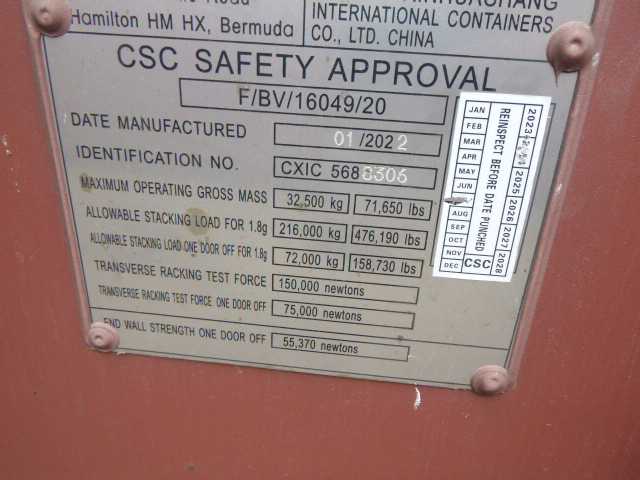 Road
Hamilton HM HX, Bermuda
INTERNATIONAL CONTAINERS
CO., LTD. CHINA
CSC SAFETY APPROVAL
F/BV/16049/20
DATE MANUFACTURED 01/2022
IDENTIFICATION NO. CXIC 5688306
MAXIMUM OPERATING GROSS MASS 32,500 kg 71,650 lbs
ALLOWABLE STACKING LOAD FOR 1.8g 216,000 kg 476,190 lbs
ALLOWABLE STACKING LOAD ONE DOOR OFF FOR 1.8g 72,000 kg 158,730 lbs
TRANSVERSE RACKING TEST FORCE 150,000 newtons
TRANSVERSE RACKING TEST FORCE ONE DOOR OFF 75,000 newtons
END WALL STRENGTH ONE DOOR OFF 55,370 newtons
JAN
FEB
MAR
APR
MAY
JUN
AUG
SEP
OCT
NOV
DEC
REINSPECT BEFORE DATE PUNCHED
CSC
2023 2025 2026 2027 2028